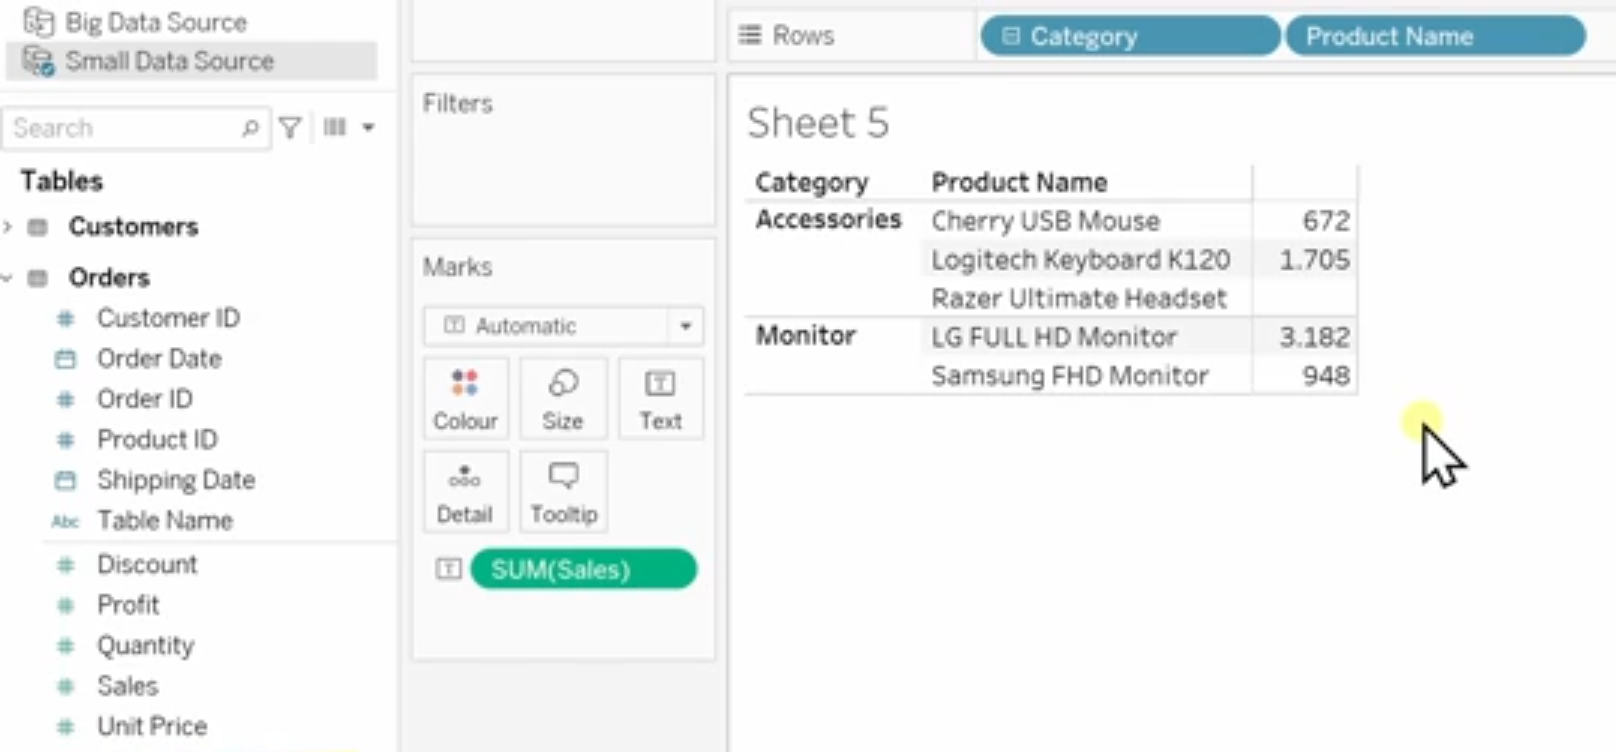 Big Data Source
Small Data Source
Search
Tables
Customers
Orders
Customer ID
Order Date
Order ID
Product ID
Shipping Date
Abc Table Name
Discount
Profit
Quantity
Sales
Unit Price
Filters
Marks
Automatic
Colour Size Text
Detail Tooltip
SUM(Sales)
Rows Category Product Name
Sheet 5
Category Product Name
Accessories Cherry USB Mouse 672
Logitech Keyboard K120 1.705
Razer Ultimate Headset
Monitor LG FULL HD Monitor 3.182
Samsung FHD Monitor 948